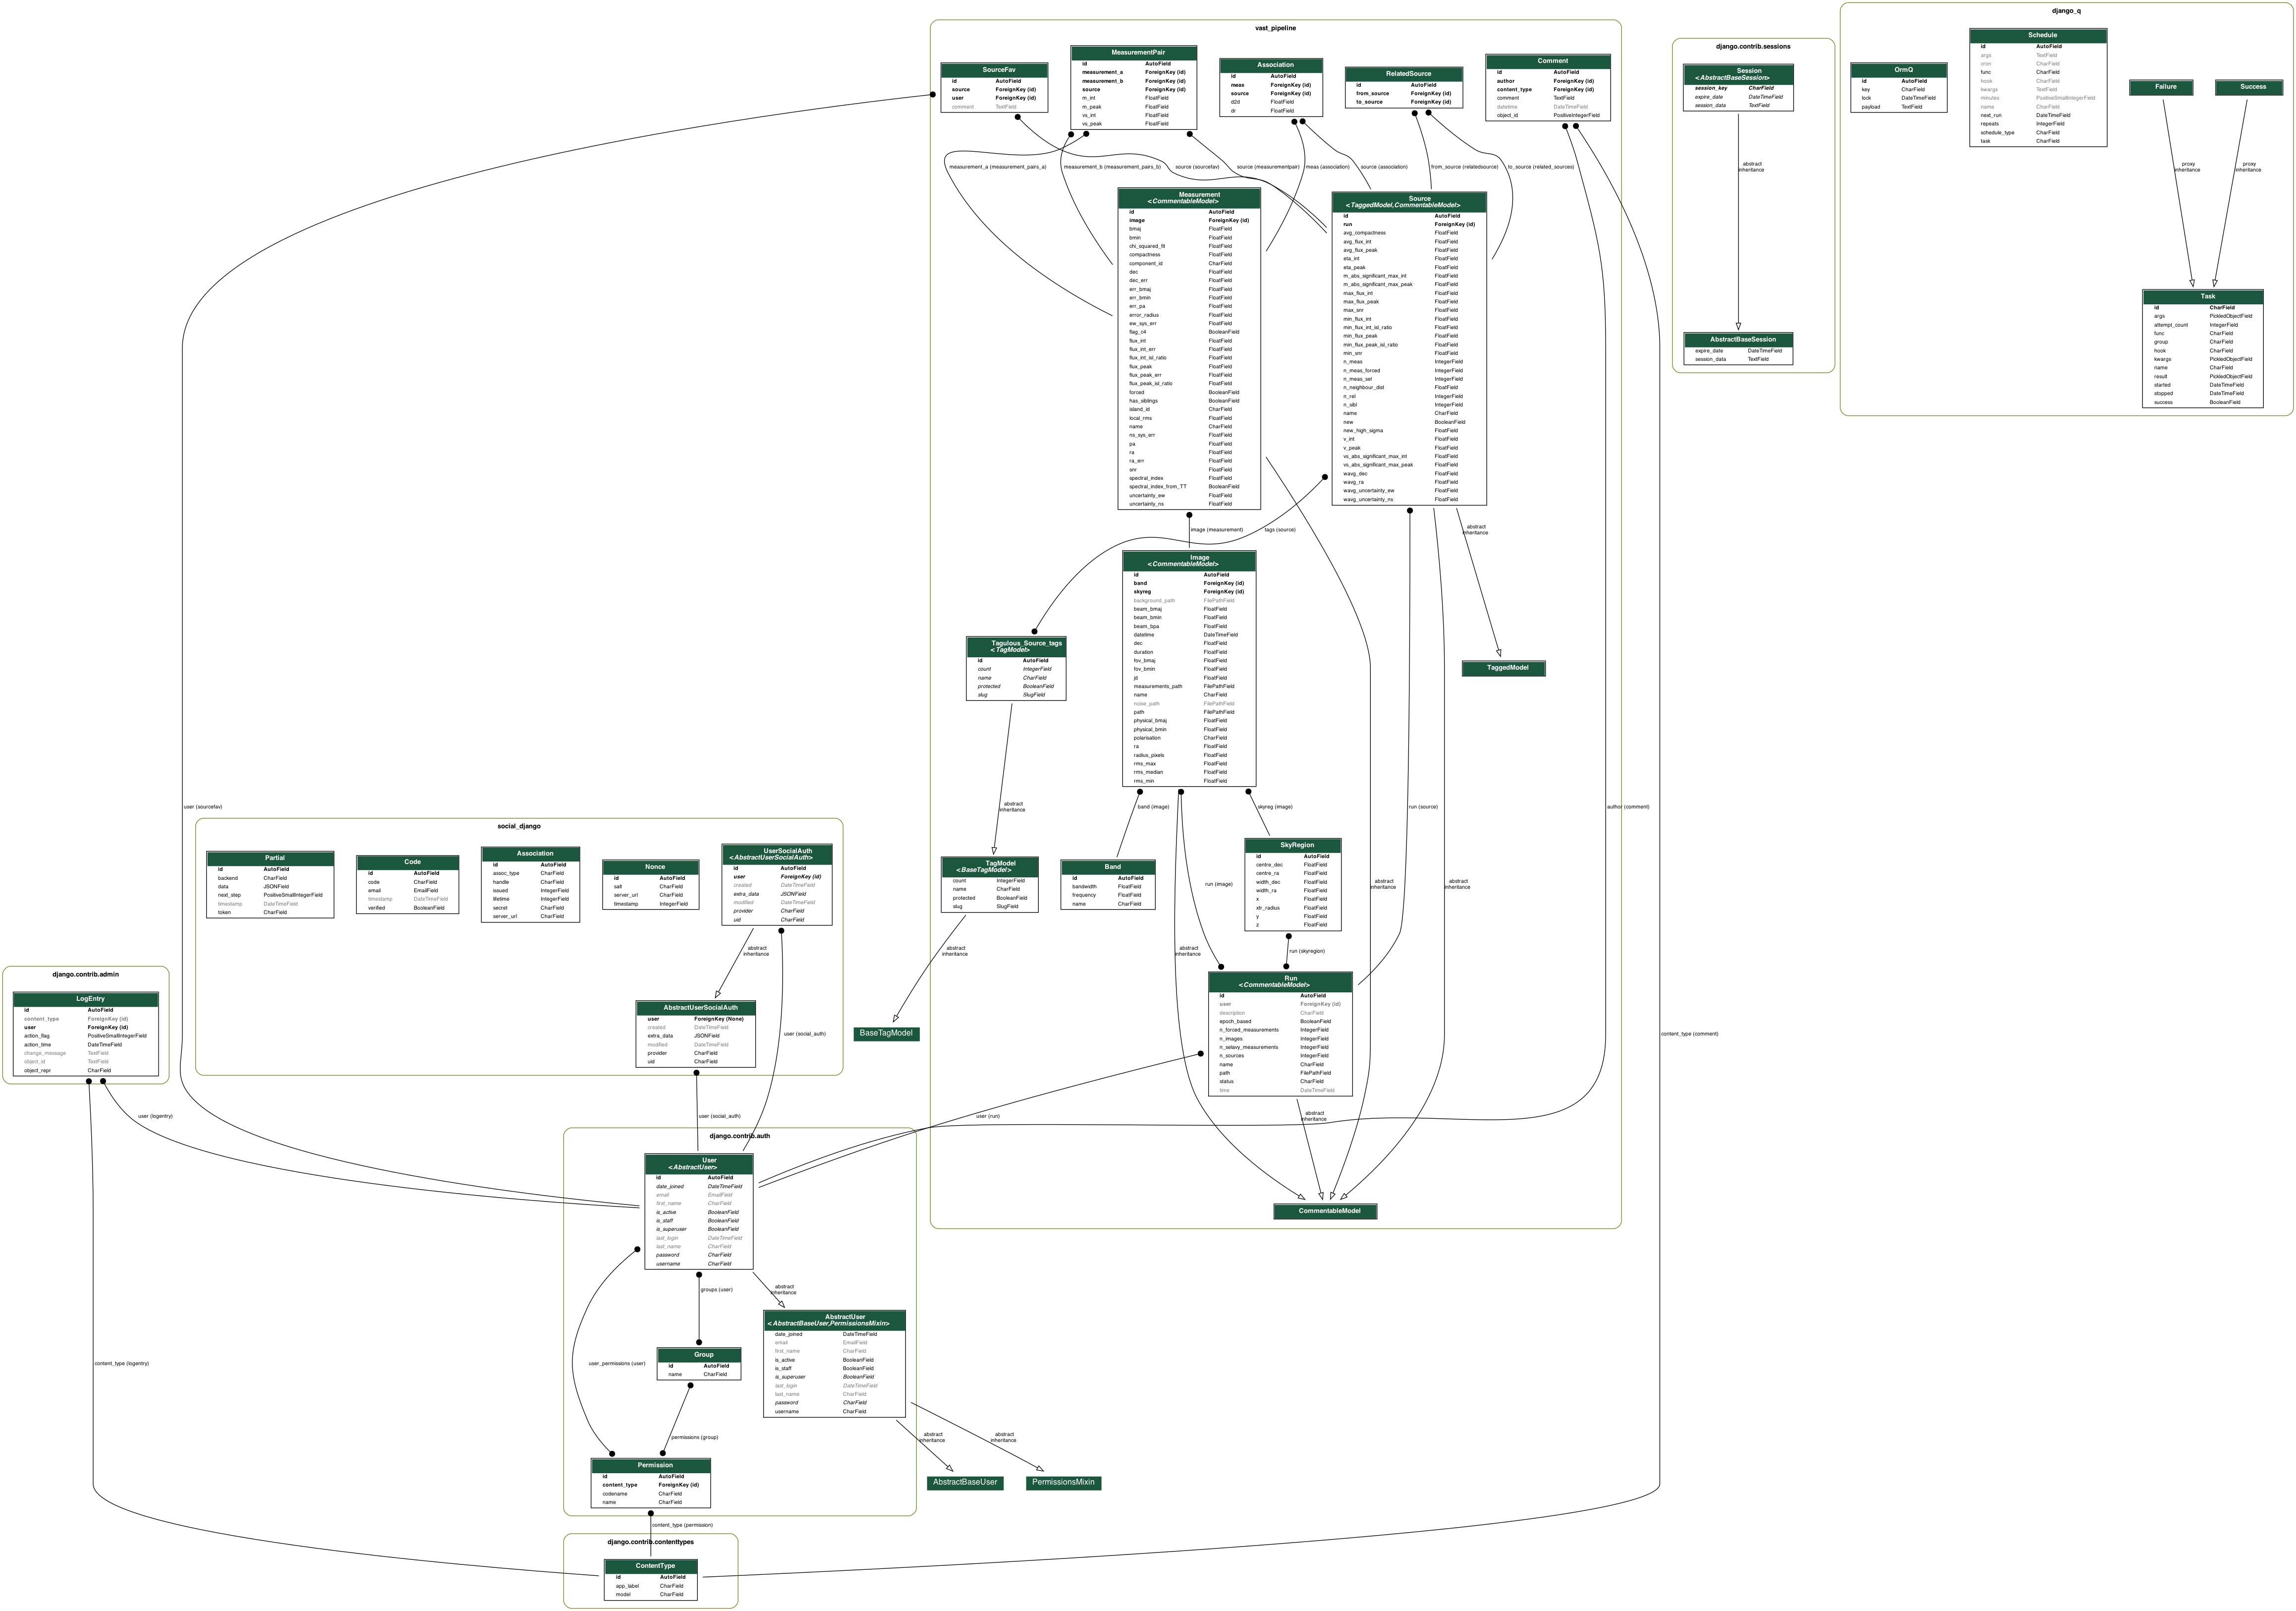 vast_pipeline
SourceFav
id AutoField
source ForeignKey (id)
user ForeignKey (id)
comment TextField
MeasurementPair
id AutoField
measurement_a ForeignKey (id)
measurement_b ForeignKey (id)
source ForeignKey (id)
m_int FloatField
m_peak FloatField
vs_int FloatField
vs_peak FloatField
Association
id AutoField
meas ForeignKey (id)
source ForeignKey (id)
d2d FloatField
dr FloatField
RelatedSource
id AutoField
from_source ForeignKey (id)
to_source ForeignKey (id)
Comment
id AutoField
author ForeignKey (id)
content_type ForeignKey (id)
comment TextField
datetime DateTimeField
object_id PositiveIntegerField
measurement_a (measurement_pairs_a)
measurement_b (measurement_pairs_b)
source (sourcefav)
source (measurementpair)
meas (association)
source (association)
from_source (relatedsource)
to_source (related_sources)
Measurement
<CommentableModel>
id AutoField
image ForeignKey (id)
bmaj FloatField
bmin FloatField
chi_squared_fit FloatField
compactness FloatField
component_id CharField
dec FloatField
dec_err FloatField
err_bmaj FloatField
err_bmin FloatField
err_pa FloatField
error_radius FloatField
ew_sys_err FloatField
flag_c4 BooleanField
flux_int FloatField
flux_int_err FloatField
flux_int_isl_ratio FloatField
flux_peak FloatField
flux_peak_err FloatField
flux_peak_isl_ratio FloatField
forced BooleanField
has_siblings BooleanField
island_id CharField
local_rms FloatField
name CharField
ns_sys_err FloatField
pa FloatField
ra FloatField
ra_err FloatField
snr FloatField
spectral_index FloatField
spectral_index_from_TT BooleanField
uncertainty_ew FloatField
uncertainty_ns FloatField
Source
<TaggedModel,CommentableModel>
id AutoField
run ForeignKey (id)
avg_compactness FloatField
avg_flux_int FloatField
avg_flux_peak FloatField
eta_int FloatField
eta_peak FloatField
m_abs_significant_max_int FloatField
m_abs_significant_max_peak FloatField
max_flux_int FloatField
max_flux_peak FloatField
max_snr FloatField
min_flux_int FloatField
min_flux_int_isl_ratio FloatField
min_flux_peak FloatField
min_flux_peak_isl_ratio FloatField
min_snr FloatField
n_meas IntegerField
n_meas_forced IntegerField
n_meas_sel IntegerField
n_neighbour_dist FloatField
n_rel IntegerField
n_sibl IntegerField
name CharField
new BooleanField
new_high_sigma FloatField
v_int FloatField
v_peak FloatField
vs_abs_significant_max_int FloatField
vs_abs_significant_max_peak FloatField
wavg_dec FloatField
wavg_ra FloatField
wavg_uncertainty_ew FloatField
wavg_uncertainty_ns FloatField
image (measurement)
tags (source)
abstract
inheritance
Image
<CommentableModel>
id AutoField
band ForeignKey (id)
skyreg ForeignKey (id)
background_path FilePathField
beam_bmaj FloatField
beam_bmin FloatField
beam_bpa FloatField
datetime DateTimeField
dec FloatField
duration FloatField
fov_bmaj FloatField
fov_bmin FloatField
jd FloatField
measurements_path FilePathField
name CharField
noise_path FilePathField
path FilePathField
physical_bmaj FloatField
physical_bmin FloatField
polarisation CharField
ra FloatField
radius_pixels FloatField
rms_max FloatField
rms_median FloatField
rms_min FloatField
Tagulous_Source_tags
<TagModel>
id AutoField
count IntegerField
name CharField
protected BooleanField
slug SlugField
TaggedModel
abstract
inheritance
band (image)
skyreg (image)
run (source)
author (comment)
TagModel
<BaseTagModel>
count IntegerField
name CharField
protected BooleanField
slug SlugField
Band
id AutoField
bandwidth FloatField
frequency FloatField
name CharField
SkyRegion
id AutoField
centre_dec FloatField
centre_ra FloatField
width_dec FloatField
width_ra FloatField
x FloatField
xtr_radius FloatField
y FloatField
z FloatField
run (image)
abstract
inheritance
abstract
inheritance
abstract
inheritance
abstract
inheritance
run (skyregion)
BaseTagModel
Run
<CommentableModel>
id AutoField
user ForeignKey (id)
description CharField
epoch_based BooleanField
n_forced_measurements IntegerField
n_images IntegerField
n_selavy_measurements IntegerField
n_sources IntegerField
name CharField
path FilePathField
status CharField
time DateTimeField
user (run)
abstract
inheritance
content_type (comment)
CommentableModel
django.contrib.sessions
Session
<AbstractBaseSession>
session_key CharField
expire_date DateTimeField
session_data TextField
abstract
inheritance
AbstractBaseSession
expire_date DateTimeField
session_data TextField
django_q
OrmQ
id AutoField
key CharField
lock DateTimeField
payload TextField
Schedule
id AutoField
args TextField
cron CharField
func CharField
hook CharField
kwargs TextField
minutes PositiveSmallIntegerField
name CharField
next_run DateTimeField
repeats IntegerField
schedule_type CharField
task CharField
Failure
Success
proxy
inheritance
proxy
inheritance
Task
id CharField
args PickledObjectField
attempt_count IntegerField
func CharField
group CharField
hook CharField
kwargs PickledObjectField
name CharField
result PickledObjectField
started DateTimeField
stopped DateTimeField
success BooleanField
user (sourcefav)
social_django
Partial
id AutoField
backend CharField
data JSONField
next_step PositiveSmallIntegerField
timestamp DateTimeField
token CharField
Code
id AutoField
code CharField
email EmailField
timestamp DateTimeField
verified BooleanField
Association
id AutoField
assoc_type CharField
handle CharField
issued IntegerField
lifetime IntegerField
secret CharField
server_url CharField
Nonce
id AutoField
salt CharField
server_url CharField
timestamp IntegerField
UserSocialAuth
<AbstractUserSocialAuth>
id AutoField
user ForeignKey (id)
created DateTimeField
extra_data JSONField
modified DateTimeField
provider CharField
uid CharField
abstract
inheritance
AbstractUserSocialAuth
user ForeignKey (None)
created DateTimeField
extra_data JSONField
modified DateTimeField
provider CharField
uid CharField
user (social_auth)
user (social_auth)
django.contrib.admin
LogEntry
id AutoField
content_type ForeignKey (id)
user ForeignKey (id)
action_flag PositiveSmallIntegerField
action_time DateTimeField
change_message TextField
object_id TextField
object_repr CharField
user (logentry)
content_type (logentry)
django.contrib.auth
User
<AbstractUser>
id AutoField
date_joined DateTimeField
email EmailField
first_name CharField
is_active BooleanField
is_staff BooleanField
is_superuser BooleanField
last_login DateTimeField
last_name CharField
password CharField
username CharField
groups (user)
abstract
inheritance
AbstractUser
<AbstractBaseUser,PermissionsMixin>
date_joined DateTimeField
email EmailField
first_name CharField
is_active BooleanField
is_staff BooleanField
is_superuser BooleanField
last_login DateTimeField
last_name CharField
password CharField
username CharField
Group
id AutoField
name CharField
user_permissions (user)
permissions (group)
abstract
inheritance
abstract
inheritance
AbstractBaseUser
PermissionsMixin
Permission
id AutoField
content_type ForeignKey (id)
codename CharField
name CharField
content_type (permission)
django.contrib.contenttypes
ContentType
id AutoField
app_label CharField
model CharField